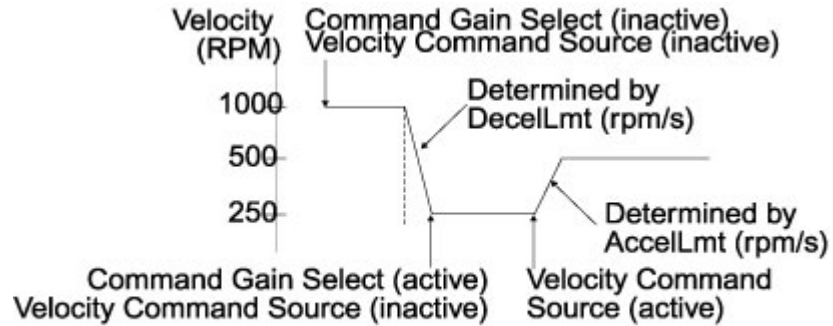 Velocity
(RPM)
Command Gain Select (inactive)
Velocity Command Source (inactive)
1000
Determined by
DecelLmt (rpm/s)
500
250
Determined by
AccelLmt (rpm/s)
Command Gain Select (active)
Velocity Command Source (inactive)
Velocity Command
Source (active)